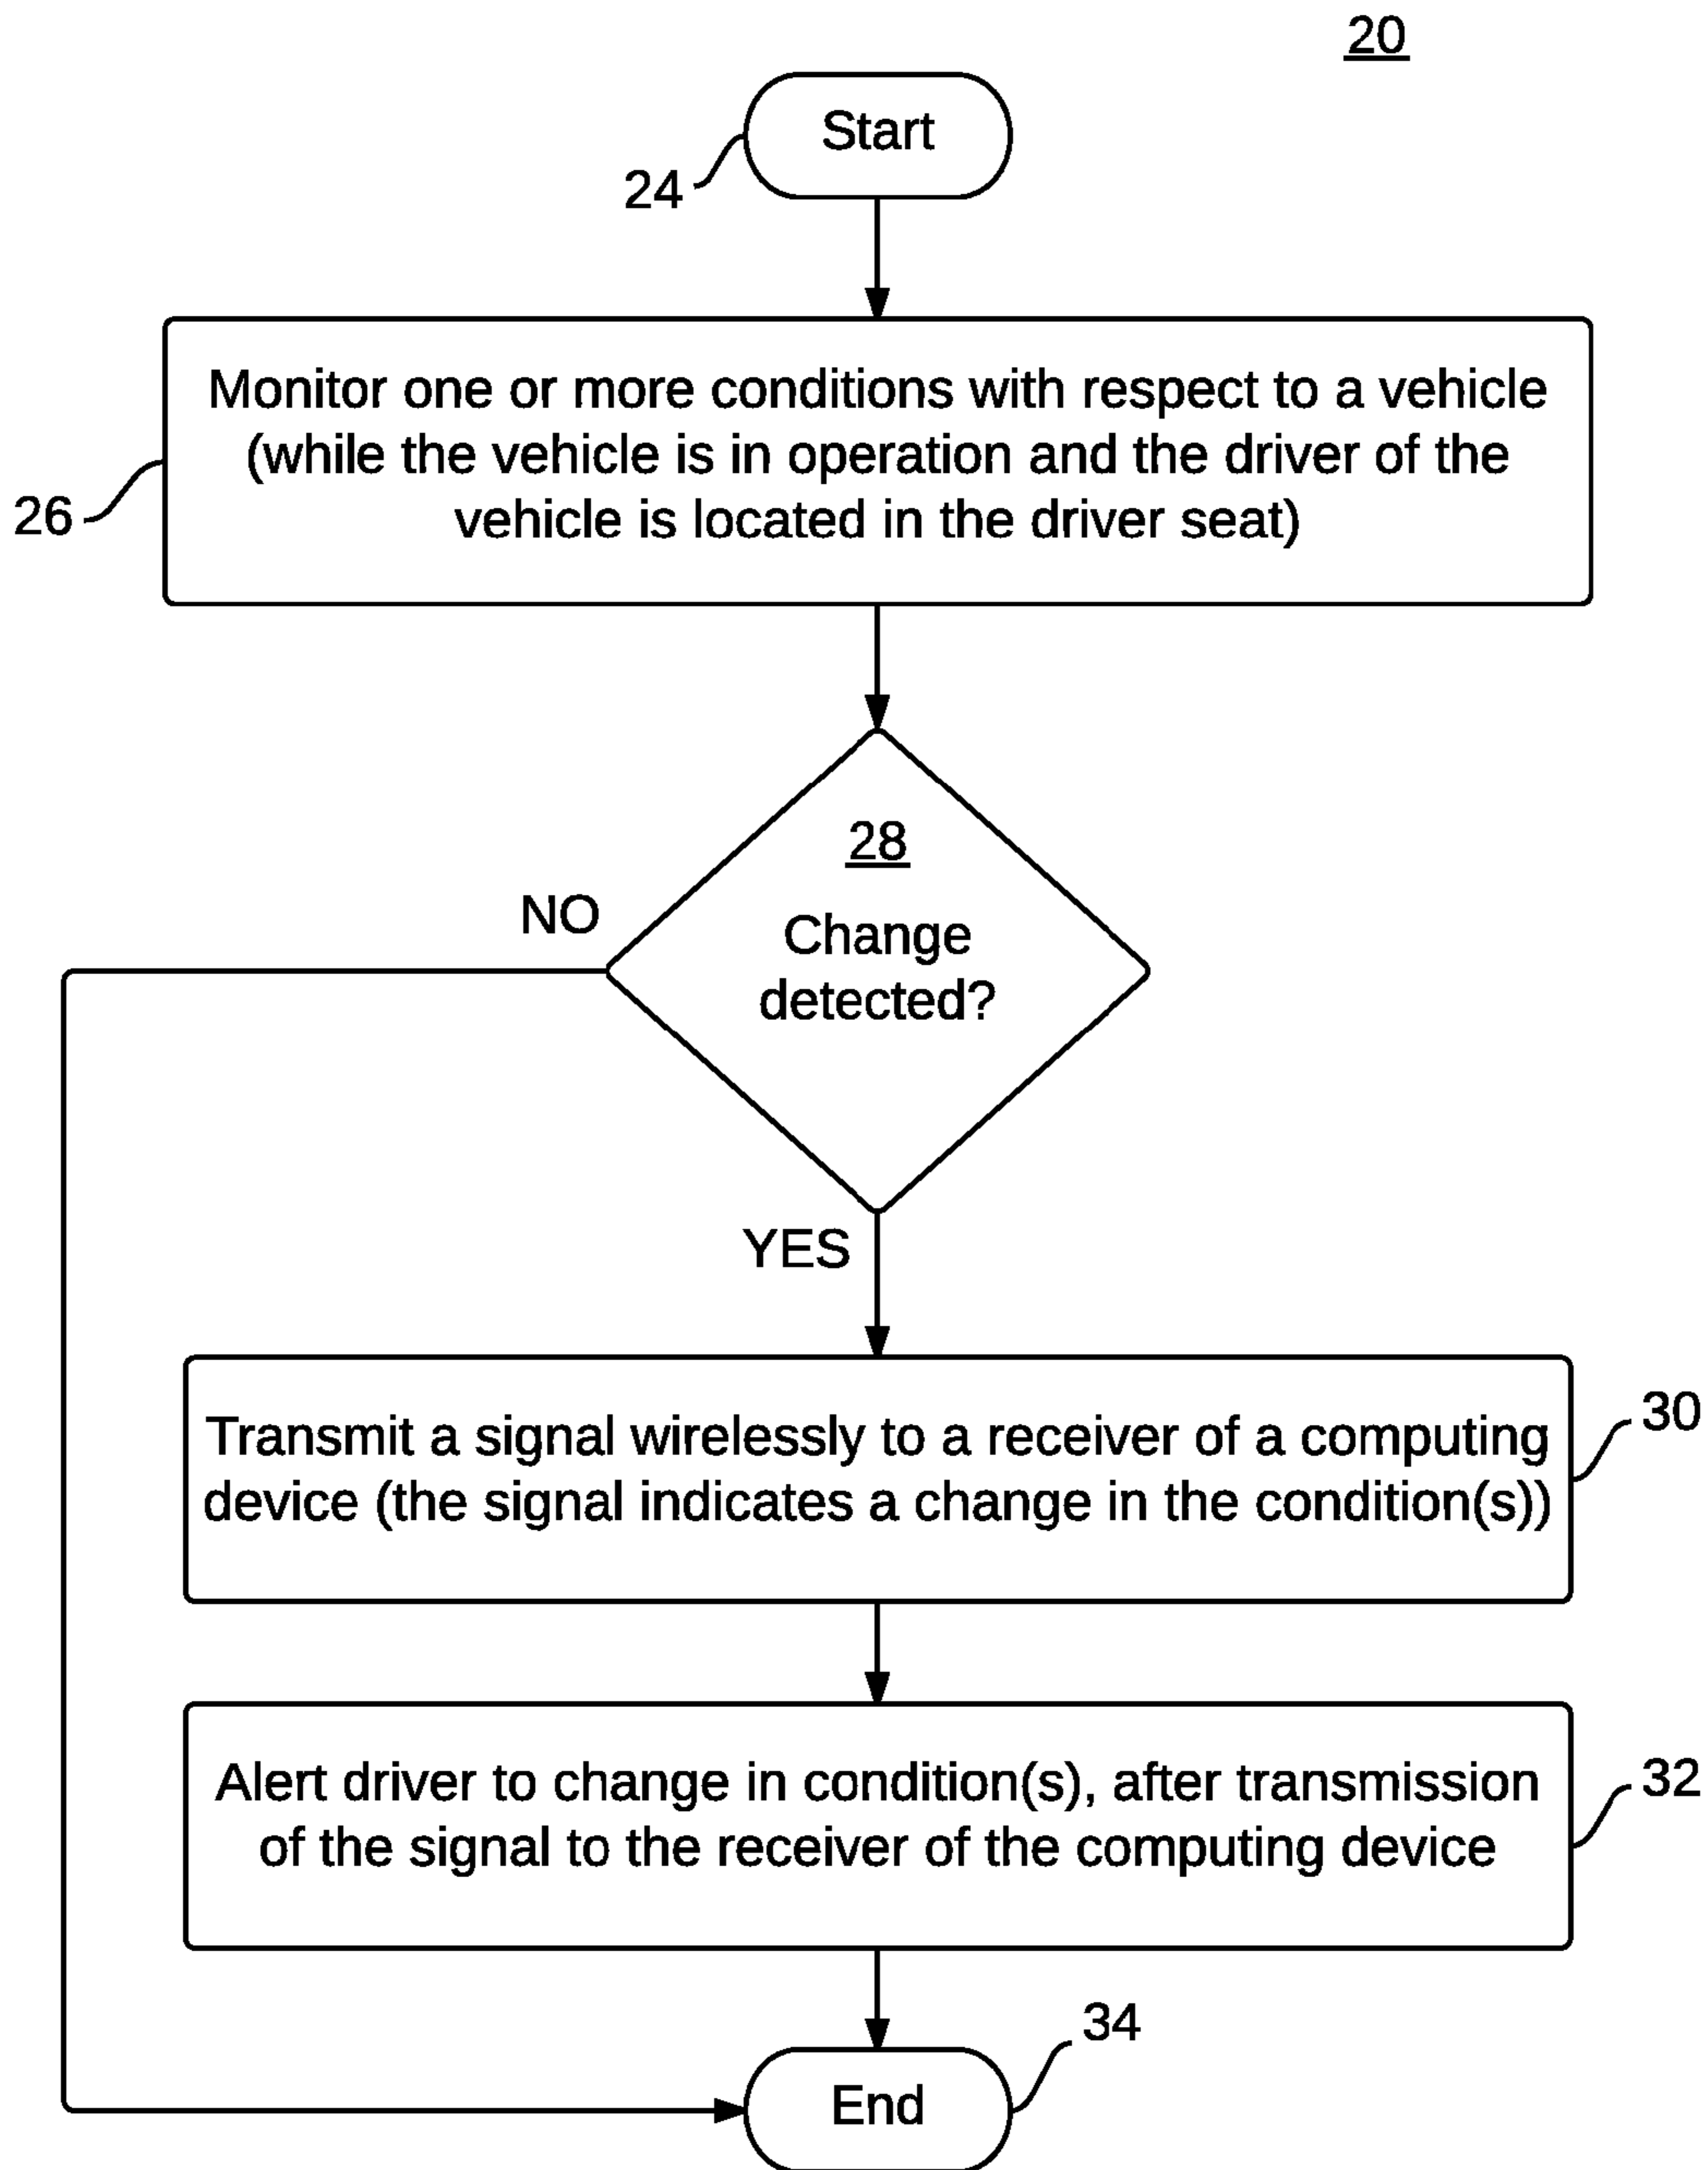 20
Start
24
Monitor one or more conditions with respect to a vehicle
(while the vehicle is in operation and the driver of the
vehicle is located in the driver seat)
26
28
Change
detected?
NO
YES
Transmit a signal wirelessly to a receiver of a computing
device (the signal indicates a change in the condition(s))
30
Alert driver to change in condition(s), after transmission
of the signal to the receiver of the computing device
32
34
End